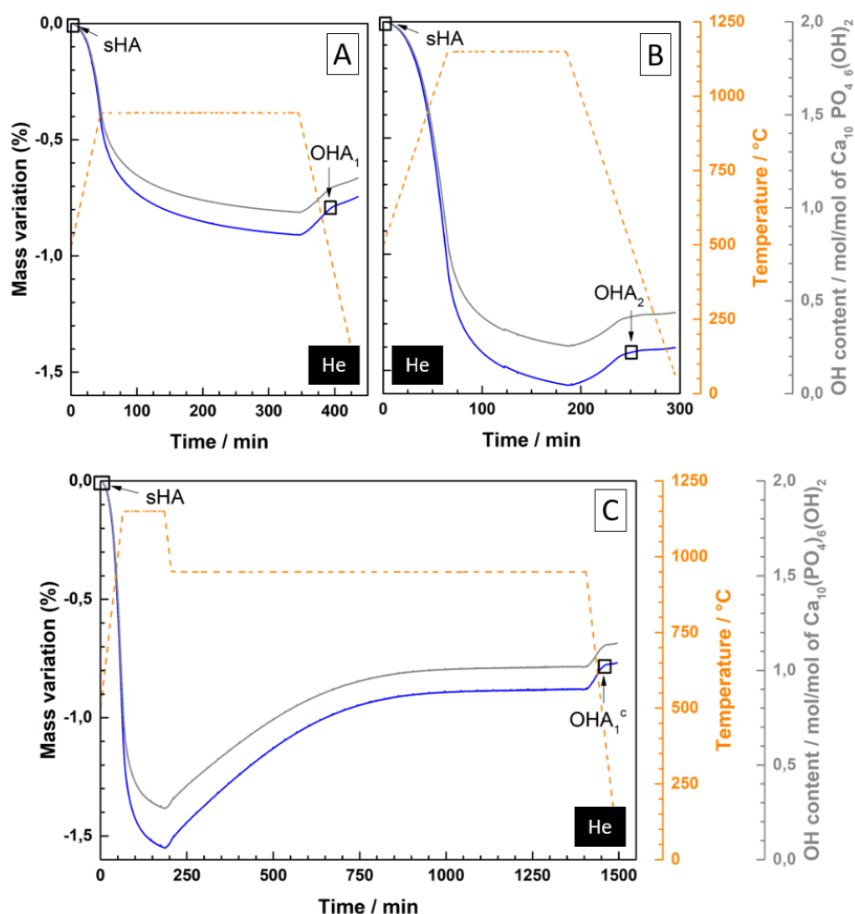 A
B
sHA
sHA
OHA₁
OHA₂
He
He
0,0
-0,5
-1,0
-1,5
Mass variation (%)
0
100
200
300
400
Time / min
0
100
200
300
Time / min
1250
1000
750
500
250
0
Temperature / °C
2,0
1,5
1,0
0,5
0,0
OH content / mol/mol of Ca₁₀ PO₄ ₆(OH)₂
C
sHA
OHA₁ᶜ
He
0,0
-0,5
-1,0
-1,5
Mass variation (%)
0
250
500
750
1000
1250
1500
Time / min
1250
1000
750
500
250
0
Temperature / °C
2,0
1,5
1,0
0,5
0,0
OH content / mol/mol of Ca₁₀(PO₄)₆(OH)₂